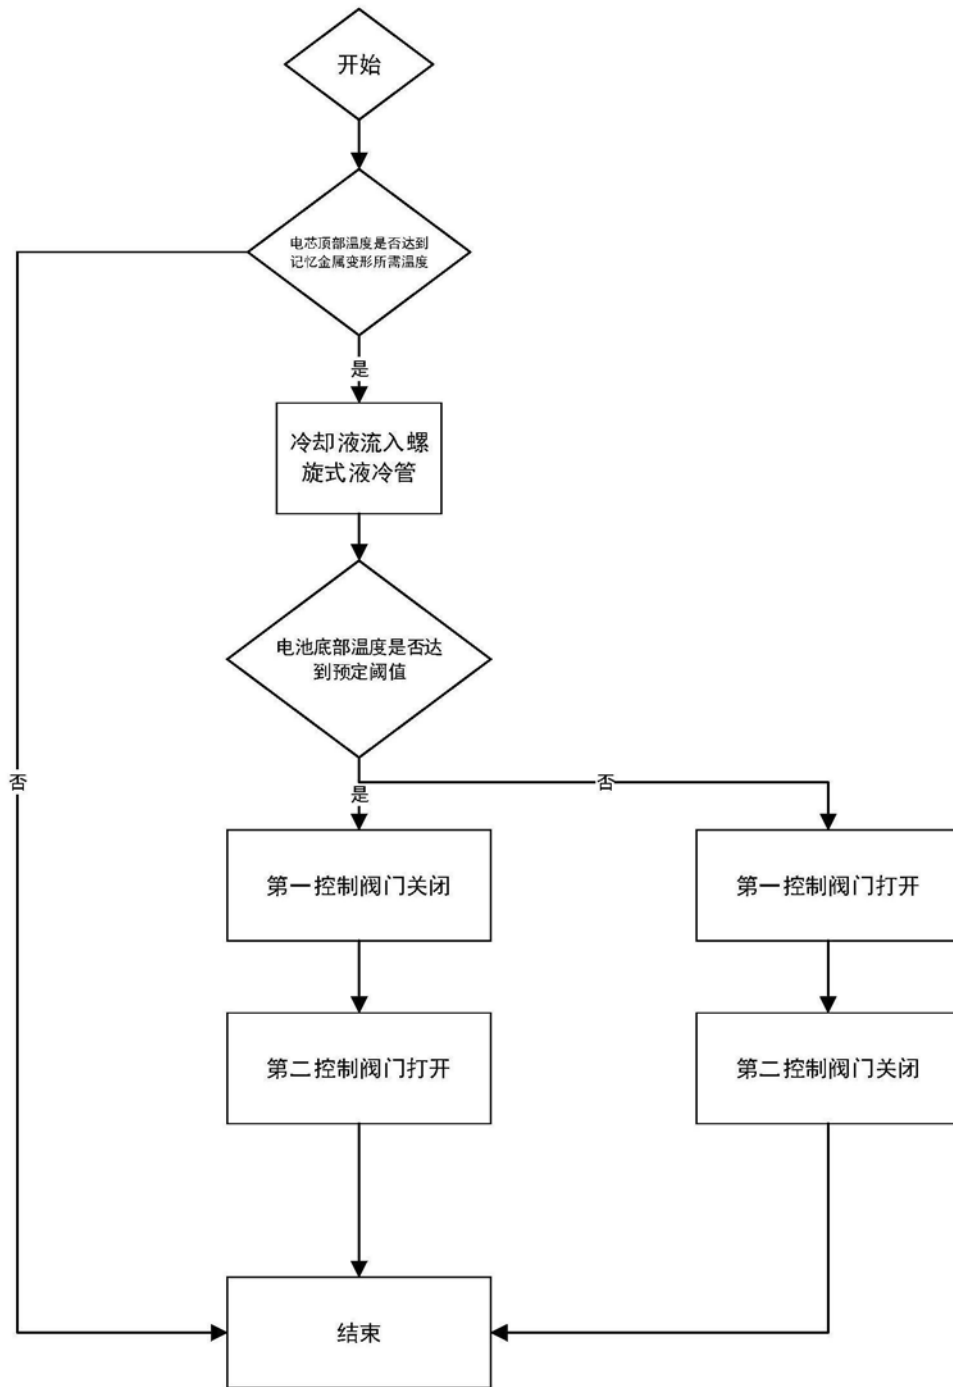 开始
电芯顶部温度是否达到
记忆金属变形所需温度
是
冷却液流入螺
旋式液冷管
电池底部温度是否达
到预定阈值
否
否
是
第一控制阀门关闭
第一控制阀门打开
第二控制阀门打开
第二控制阀门关闭
结束